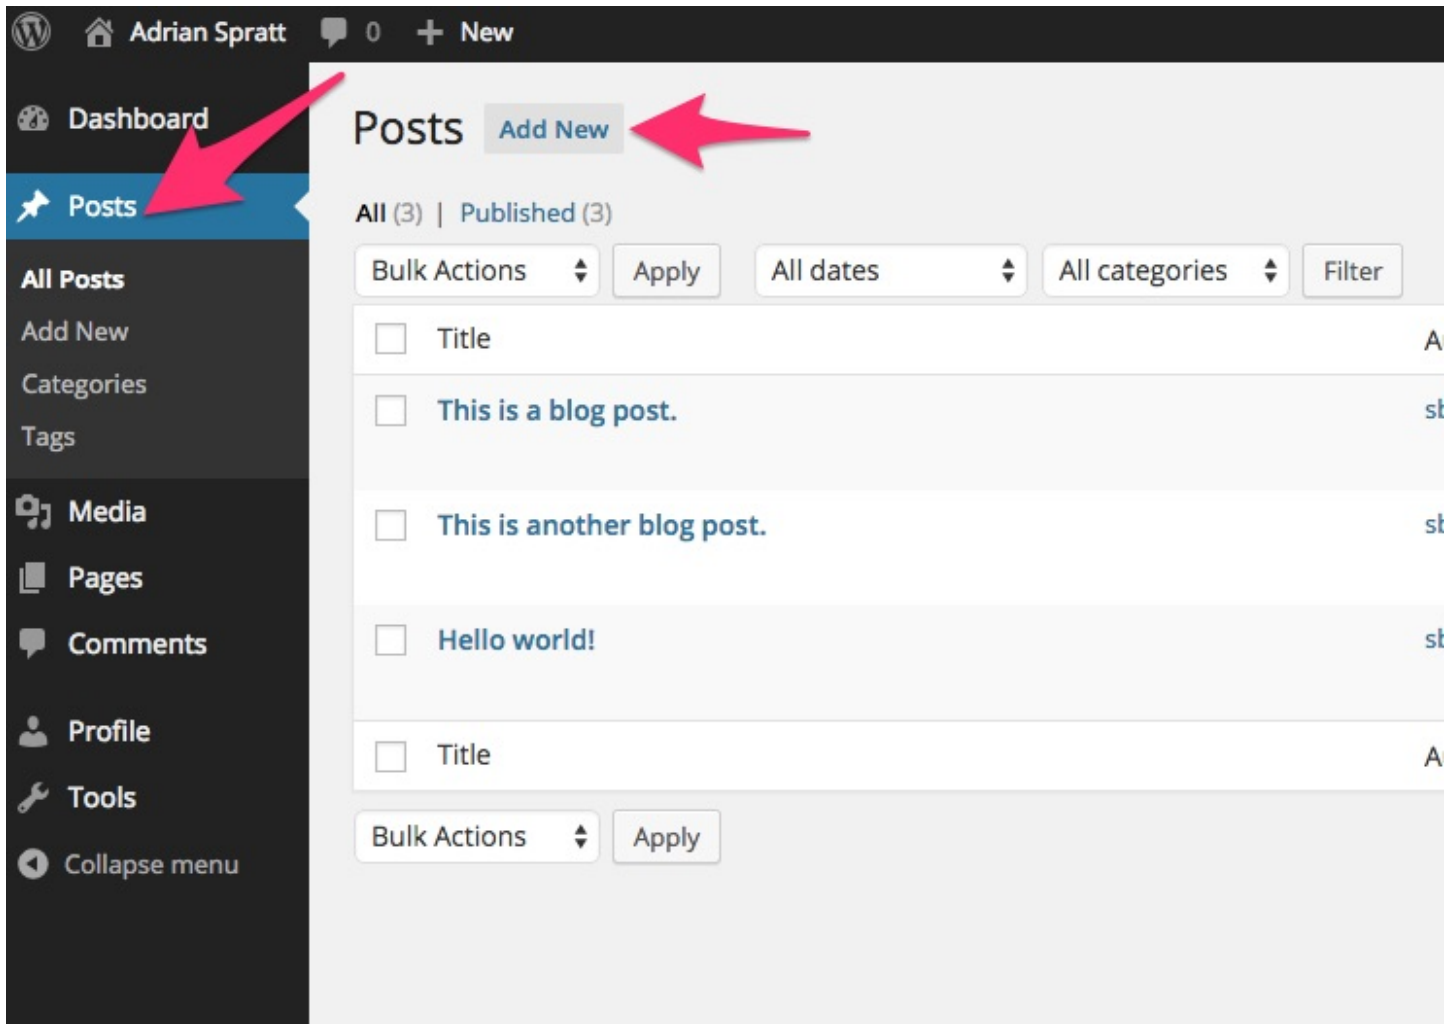 Adrian Spratt 0 New
Dashboard
Posts
All Posts
Add New
Categories
Tags
Media
Pages
Comments
Profile
Tools
Collapse menu
Posts Add New
All (3) | Published (3)
Bulk Actions Apply All dates All categories Filter
Title
This is a blog post.
This is another blog post.
Hello world!
Title
Bulk Actions Apply